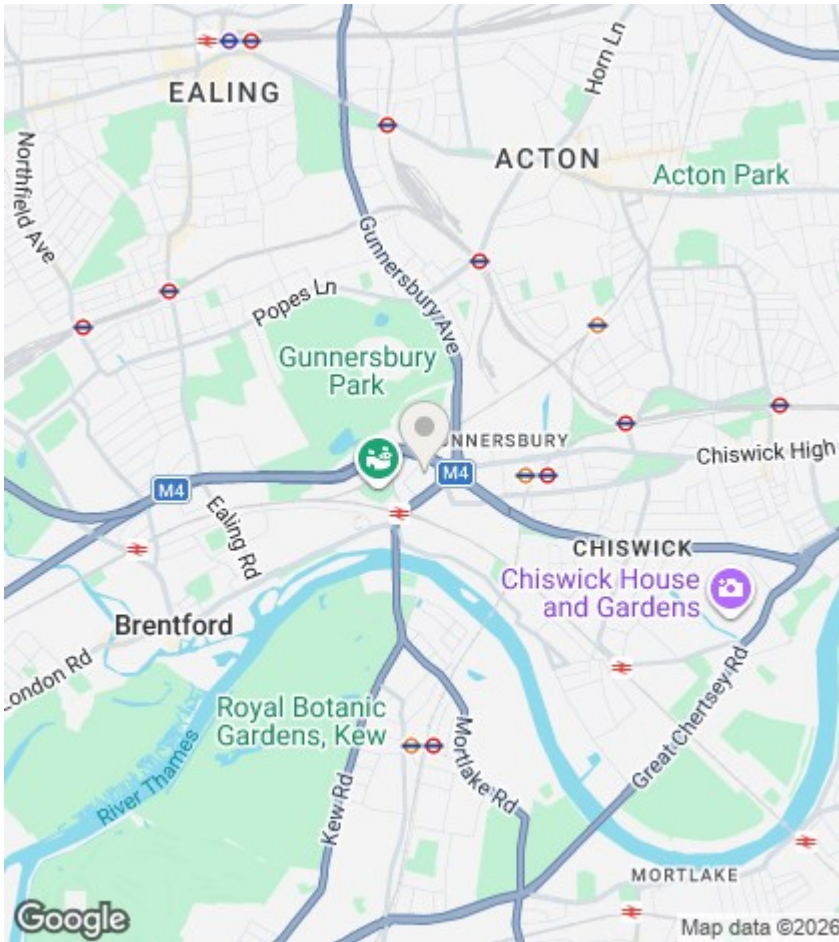 EALING
Horn Ln
ACTON
Acton Park
Northfield Ave
Gunnersbury Ave
Popes Ln
Gunnersbury
Park
UNNERSBURY
Chiswick High
M4
M4
Ealing Rd
CHISWICK
Chiswick House
and Gardens
Brentford
London Rd
Royal Botanic
Gardens, Kew
River Thames
Kew Rd
Mortlake Rd
Great Chertsey Rd
MORTLAKE
Google
Map data ©2026